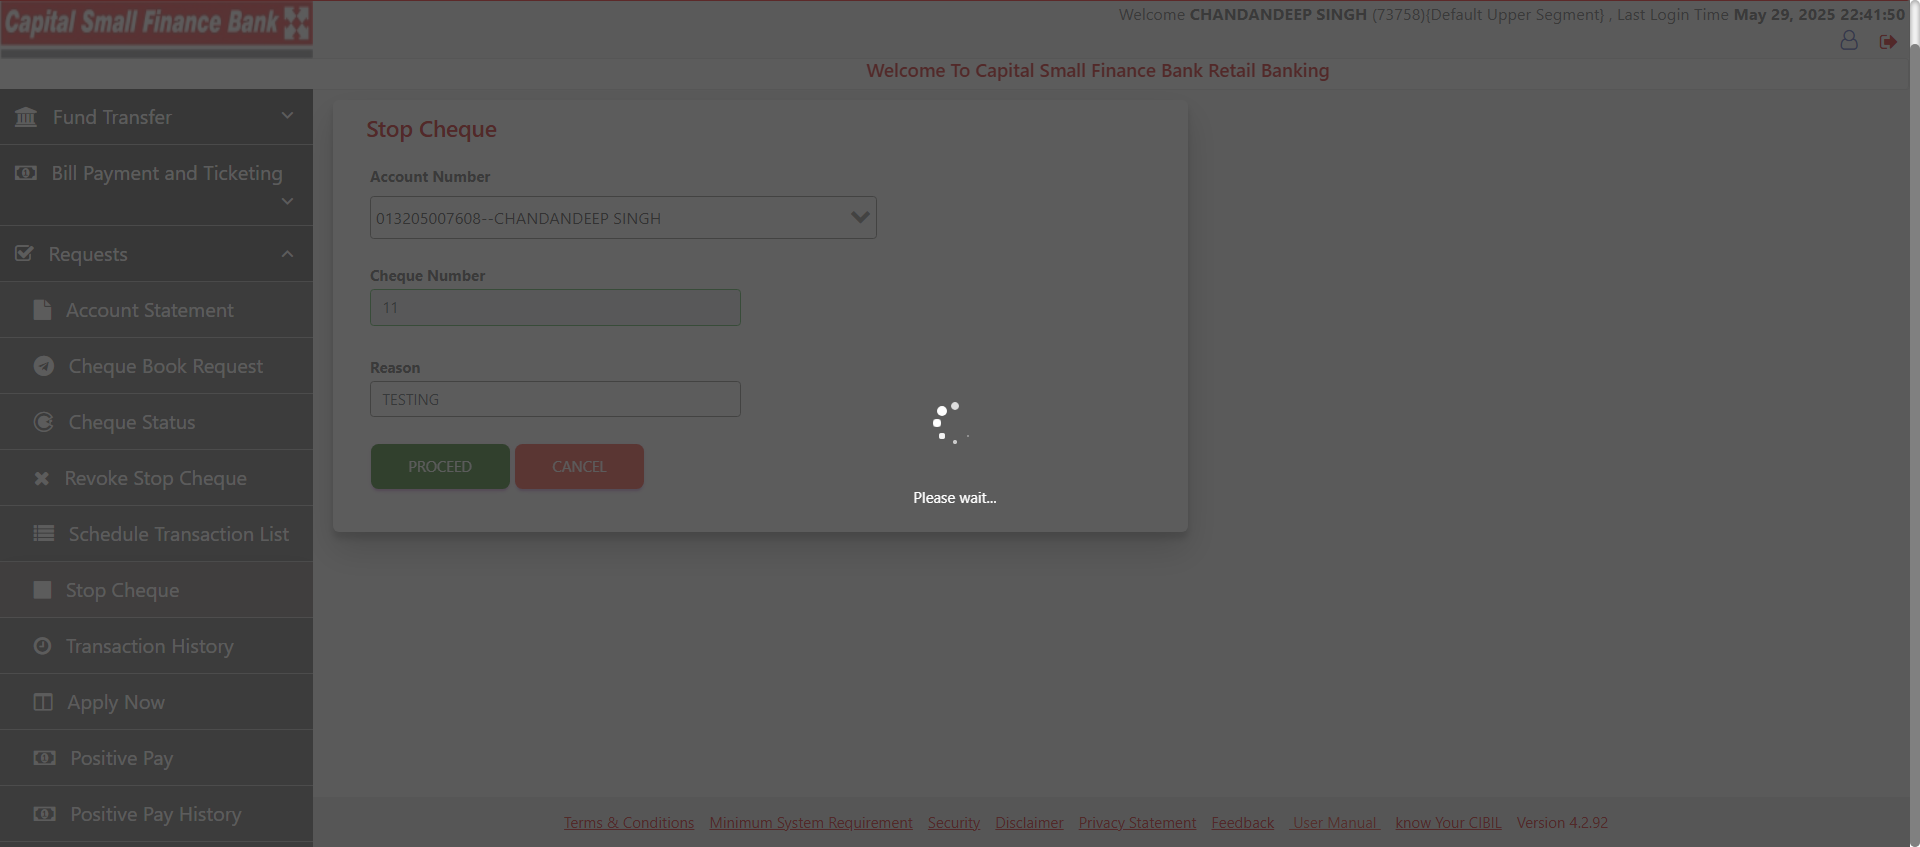 Capital Small Finance Bank
Welcome CHANDANDEEP SINGH (73758){Default Upper Segment} , Last Login Time May 29, 2025 22:41:50
Welcome To Capital Small Finance Bank Retail Banking
Fund Transfer
Bill Payment and Ticketing
Requests
Account Statement
Cheque Book Request
Cheque Status
Revoke Stop Cheque
Schedule Transaction List
Stop Cheque
Transaction History
Apply Now
Positive Pay
Positive Pay History
Stop Cheque
Account Number
013205007608--CHANDANDEEP SINGH
Cheque Number
11
Reason
TESTING
PROCEED CANCEL
Please wait...
Terms & Conditions Minimum System Requirement Security Disclaimer Privacy Statement Feedback User Manual know Your CIBIL Version 4.2.92